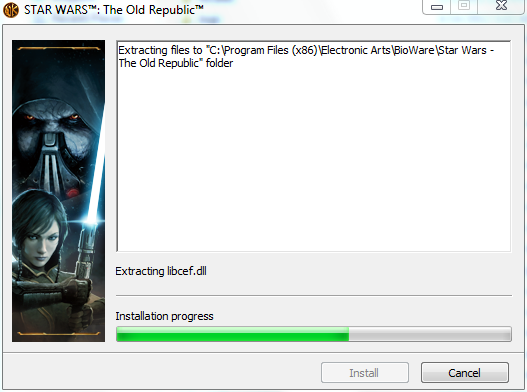 STAR WARS™: The Old Republic™
Extracting files to "C:\Program Files (x86)\Electronic Arts\BioWare\Star Wars -
The Old Republic" folder
Extracting libcef.dll
Installation progress
Install
Cancel